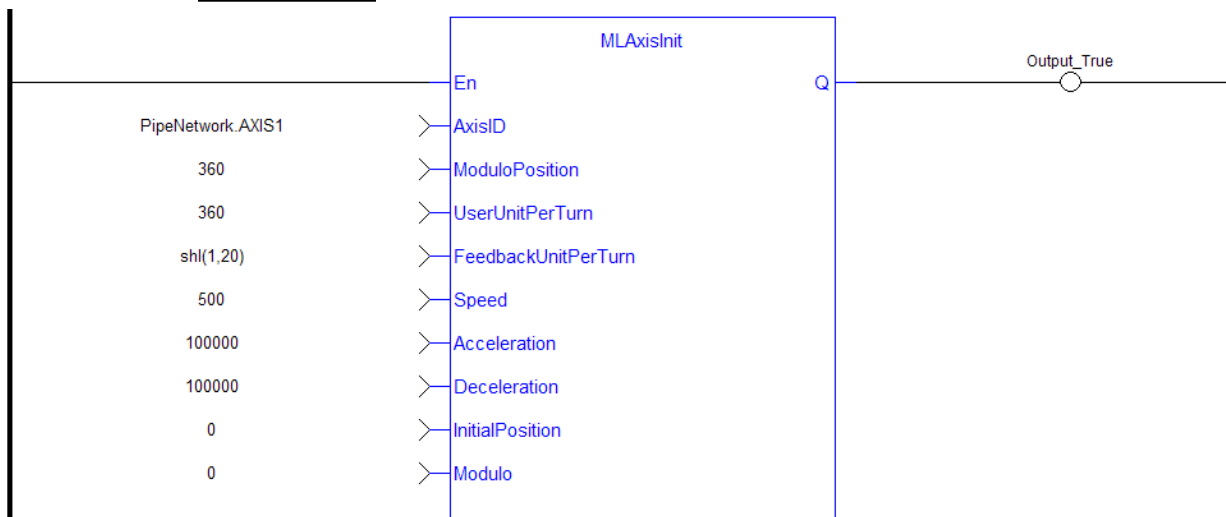 MLAxisInit
Output_True
En
Q
PipeNetwork.AXIS1
AxisID
360
ModuloPosition
360
UserUnitPerTurn
shl(1,20)
FeedbackUnitPerTurn
500
Speed
100000
Acceleration
100000
Deceleration
0
InitialPosition
0
Modulo